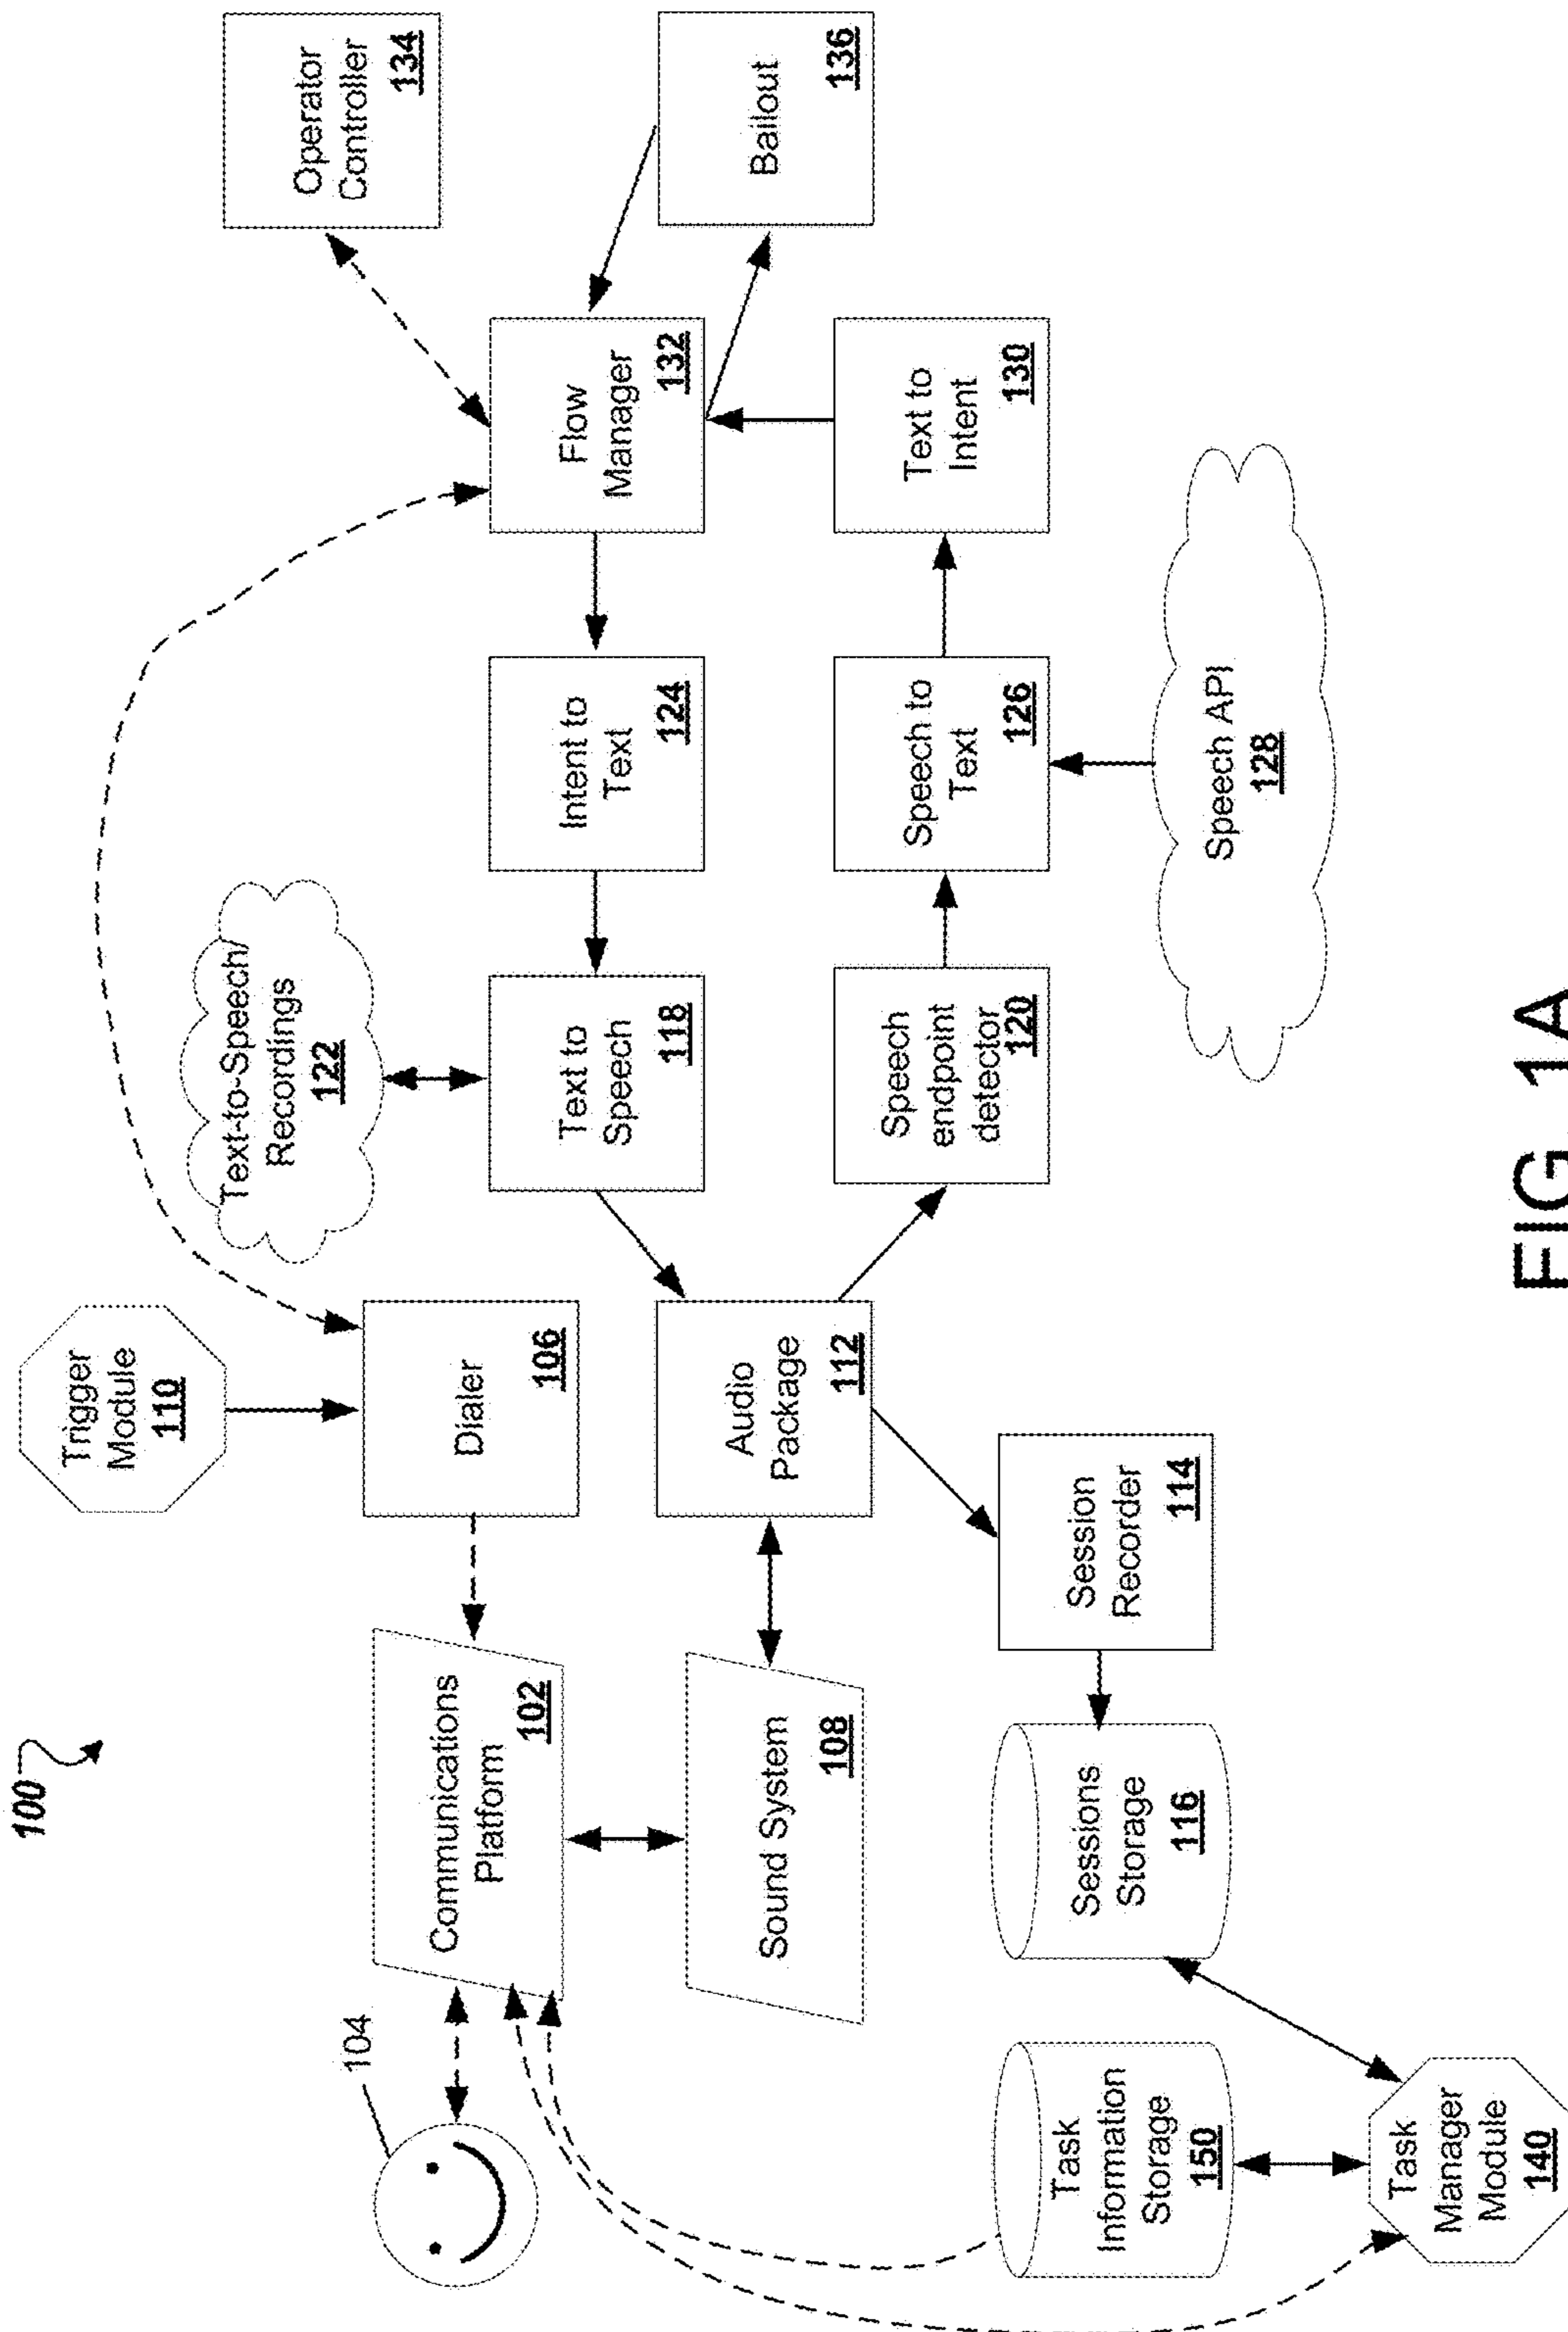 100
104
Communications
Platform
102
Dialer
106
Trigger
Module
110
Text-to-Speech/
Recordings
122
Operator
Controller
134
Sound System
108
Audio
Package
112
Text to
Speech
118
Intent to
Text
124
Flow
Manager
132
Bailout
136
Speech
endpoint
detector
120
Speech to
Text
126
Text to
Intent
130
Task
Information
Storage
150
Sessions
Storage
116
Session
Recorder
114
Speech API
128
Task
Manager
Module
140
FIG. 1A